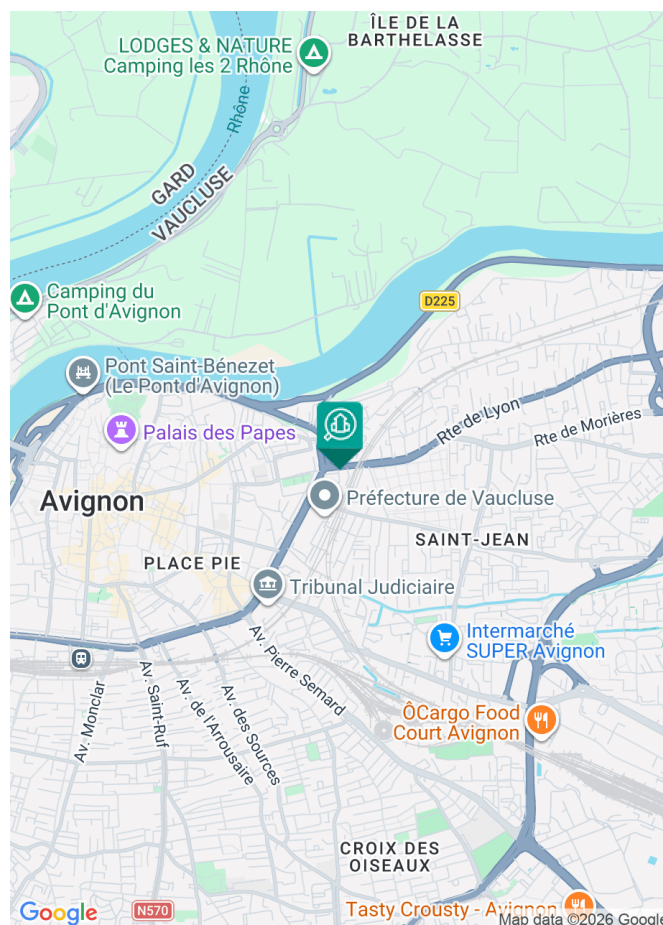 ÎLE DE LA
BARTHELASSE
LODGES & NATURE
Camping les 2 Rhône
Rhône
GARD
VAUCLUSE
Camping du
Pont d'Avignon
D225
Pont Saint-Bénezet
(Le Pont d'Avignon)
Palais des Papes
Rte de Lyon
Rte de Morières
Avignon
Préfecture de Vaucluse
SAINT-JEAN
PLACE PIE
Tribunal Judiciaire
Intermarché
SUPER Avignon
Av. Pierre Semard
Av. Monclar
Av. Saint-Ruf
Av. de l'Arrousaire
Av. des Sources
ÔCargo Food
Court Avignon
CROIX DES
OISEAUX
Google
N570
Tasty Crousty - Avignon
Map data ©2026 Google